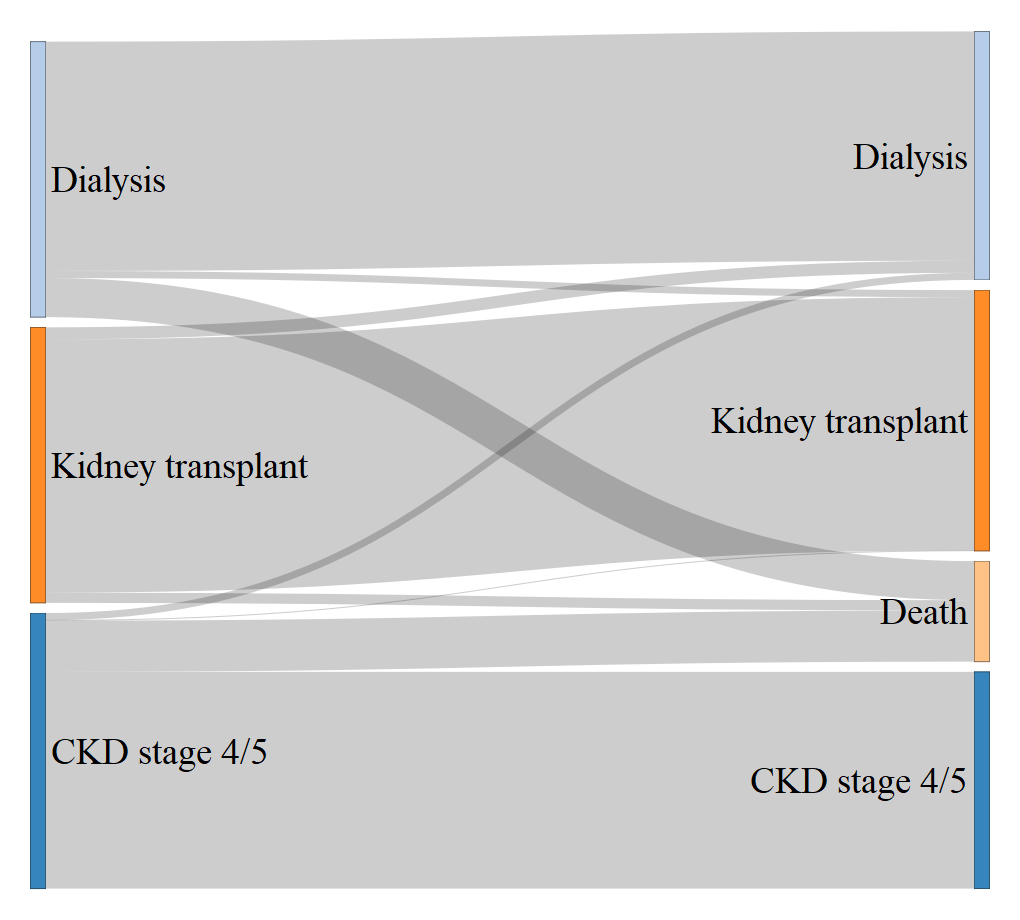 Dialysis
Kidney transplant
CKD stage 4/5
Dialysis
Kidney transplant
Death
CKD stage 4/5